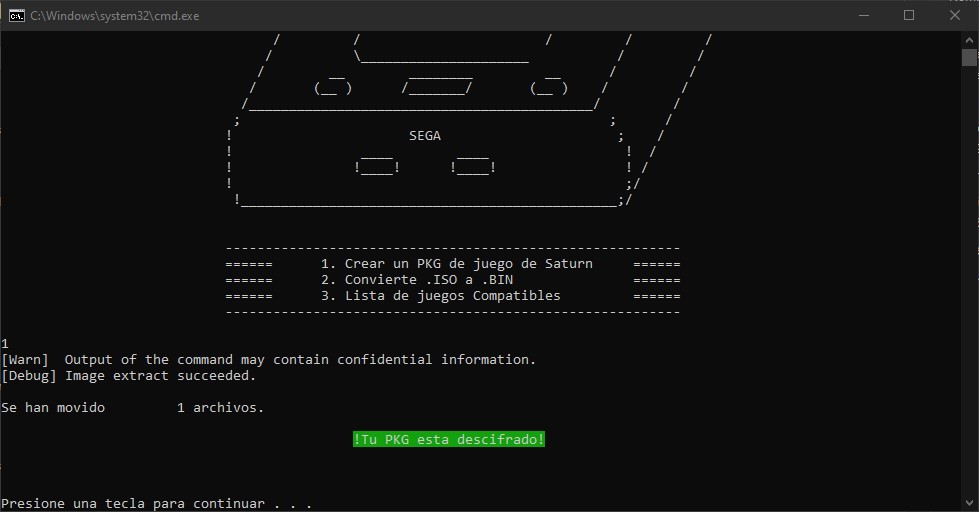 C:\Windows\system32\cmd.exe
SEGA
---------------------------------------------------------
====== 1. Crear un PKG de juego de Saturn ======
====== 2. Convierte .ISO a .BIN ======
====== 3. Lista de juegos Compatibles ======
---------------------------------------------------------
1
[Warn]  Output of the command may contain confidential information.
[Debug] Image extract succeeded.
Se han movido         1 archivos.
!Tu PKG esta descifrado!
Presione una tecla para continuar . . .